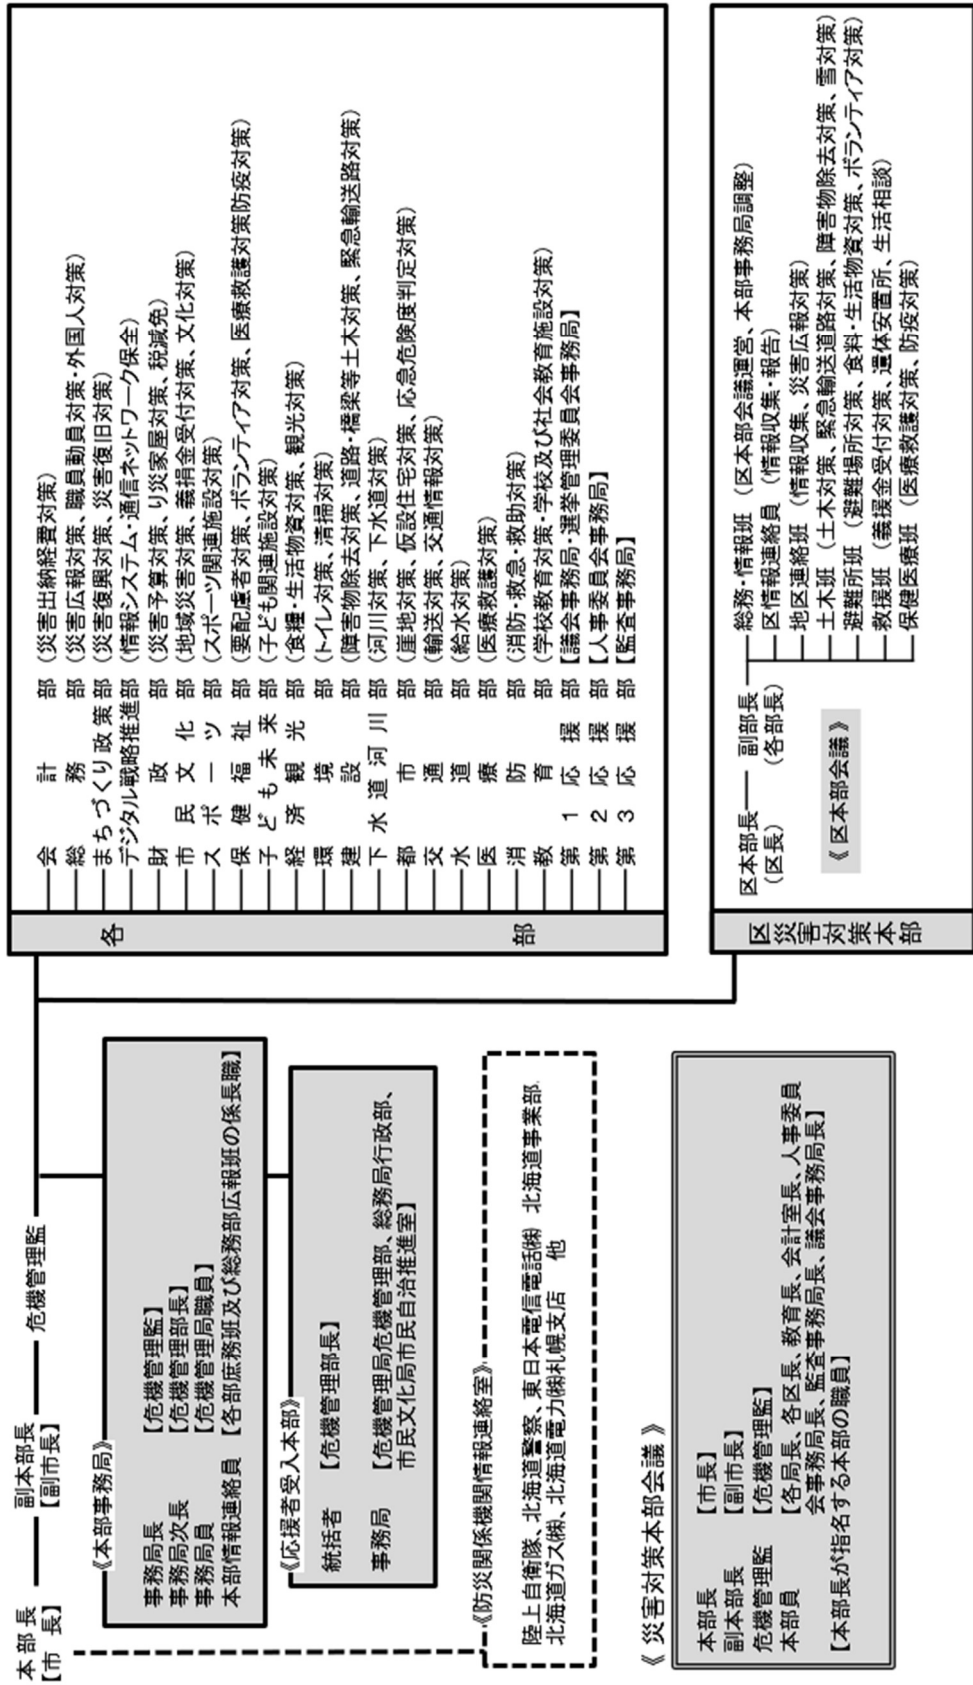 本部長 副本部長 危機管理監
【市 長】 【副市長】
《本部事務局》
事務局長 【危機管理監】
事務局次長 【危機管理部長】
事務局員 【危機管理局職員】
本部情報連絡員 【各部庶務班及び総務部広報班の係長職】
《応援者受入本部》
統括者 【危機管理部長】
事務局 【危機管理局危機管理部、総務局行政部、
市民文化局市民自治推進室】
《防災関係機関情報連絡室》
陸上自衛隊、北海道警察、東日本電信電話㈱ 北海道事業部、
北海道ガス㈱、北海道電力㈱札幌支店 他
《 災害対策本部会議 》
本部長 【市長】
副本部長 【副市長】
危機管理監 【危機管理監】
本部員 【各局長、各区長、教育長、会計室長、人事委員
会事務局長、監査事務局長、議会事務局長】
【本部長が指名する本部の職員】
各 部
会計部 (災害出納経費対策)
総務部 (災害広報対策、職員動員対策・外国人対策)
まちづくり政策部 (災害復興対策、災害復旧対策)
デジタル戦略推進部 (情報システム・通信ネットワーク保全)
財政部 (災害予算対策、り災家屋対策、税減免)
市民文化部 (地域災害対策、義捐金受付対策、文化対策)
スポーツ部 (スポーツ関連施設対策)
保健福祉部 (要配慮者対策、ボランティア対策、医療救護対策防疫対策)
子ども未来部 (子ども関連施設対策)
経済観光部 (食糧・生活物資対策、観光対策)
環境部 (トイレ対策、清掃対策)
建設部 (障害物除去対策、道路・橋梁等土木対策、緊急輸送路対策)
下水道河川部 (河川対策、下水道対策)
都市部 (崖地対策、仮設住宅対策、応急危険度判定対策)
交通部 (輸送対策、交通情報対策)
水道部 (給水対策)
医療部 (医療救護対策)
消防部 (消防・救急・救助対策)
教育部 (学校教育対策・学校及び社会教育施設対策)
第1応援部 【議会事務局・選挙管理委員会事務局】
第2応援部 【人事委員会事務局】
第3応援部 【監査事務局】
区災害対策本部
区本部長 副部長
(区長) (各部長)
《 区本部会議 》
総務・情報班 (区本部会議運営、本部事務局調整)
区情報連絡員 (情報収集・報告)
地区連絡班 (情報収集、災害広報対策)
土木班 (土木対策、緊急輸送道路対策、障害物除去対策、雪対策)
避難所班 (避難場所対策、食料・生活物資対策、ボランティア対策)
救援班 (義援金受付対策、遺体安置所、生活相談)
保健医療班 (医療救護対策、防疫対策)